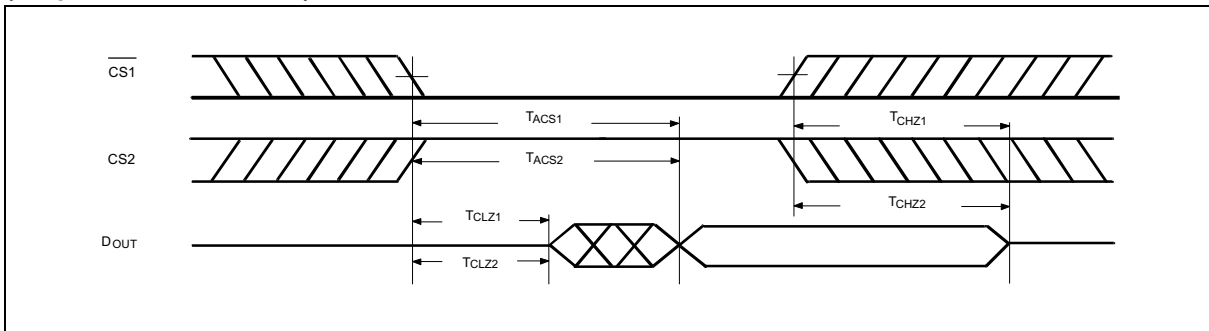 CS1
TACS1
TCHZ1
CS2
TACS2
TCHZ2
TCLZ1
DOUT
TCLZ2